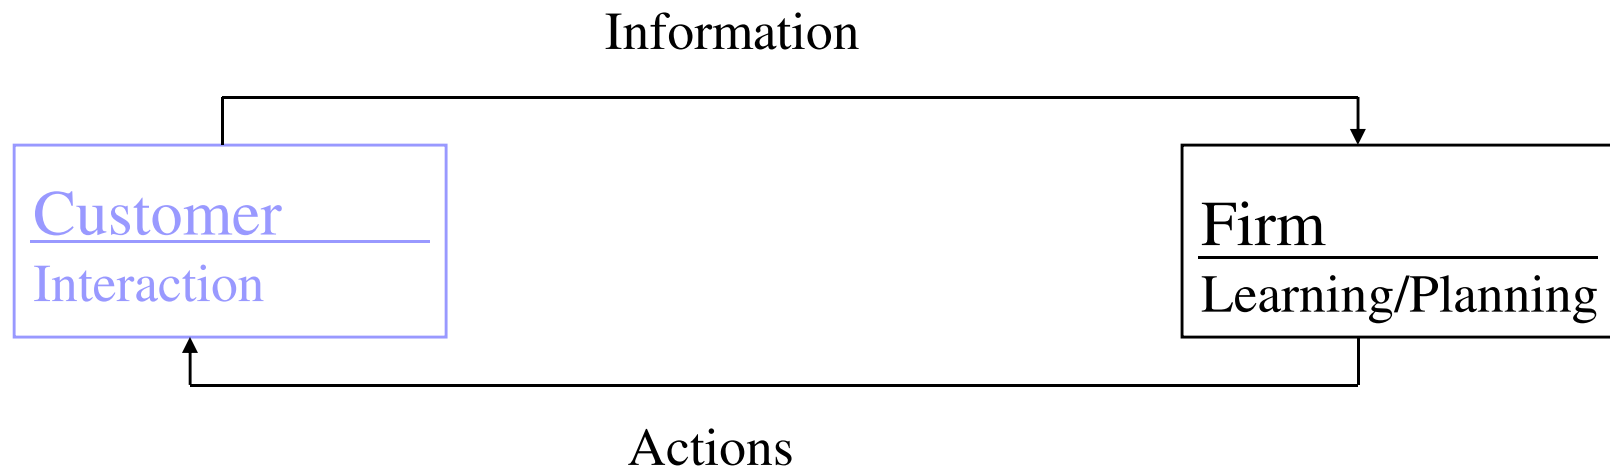 Information
Customer
Interaction
Firm
Learning/Planning
Actions